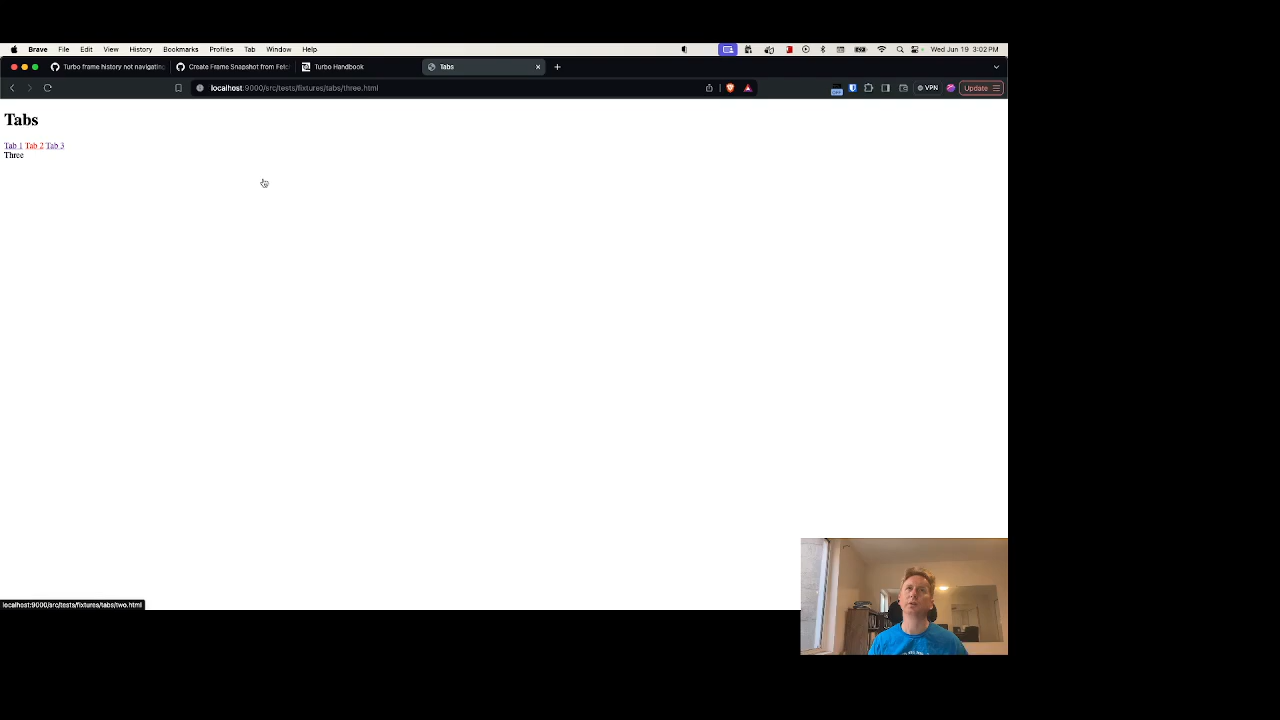 Brave File Edit View History Bookmarks Profiles Tab Window Help Wed Jun 19 3:02 PM
Turbo frame history not navigating Create Frame Snapshot from Fetc Turbo Handbook Tabs
localhost:9000/src/tests/fixtures/tabs/three.html VPN Update
Tabs
Tab 1 Tab 2 Tab 3
Three
localhost:9000/src/tests/fixtures/tabs/two.html